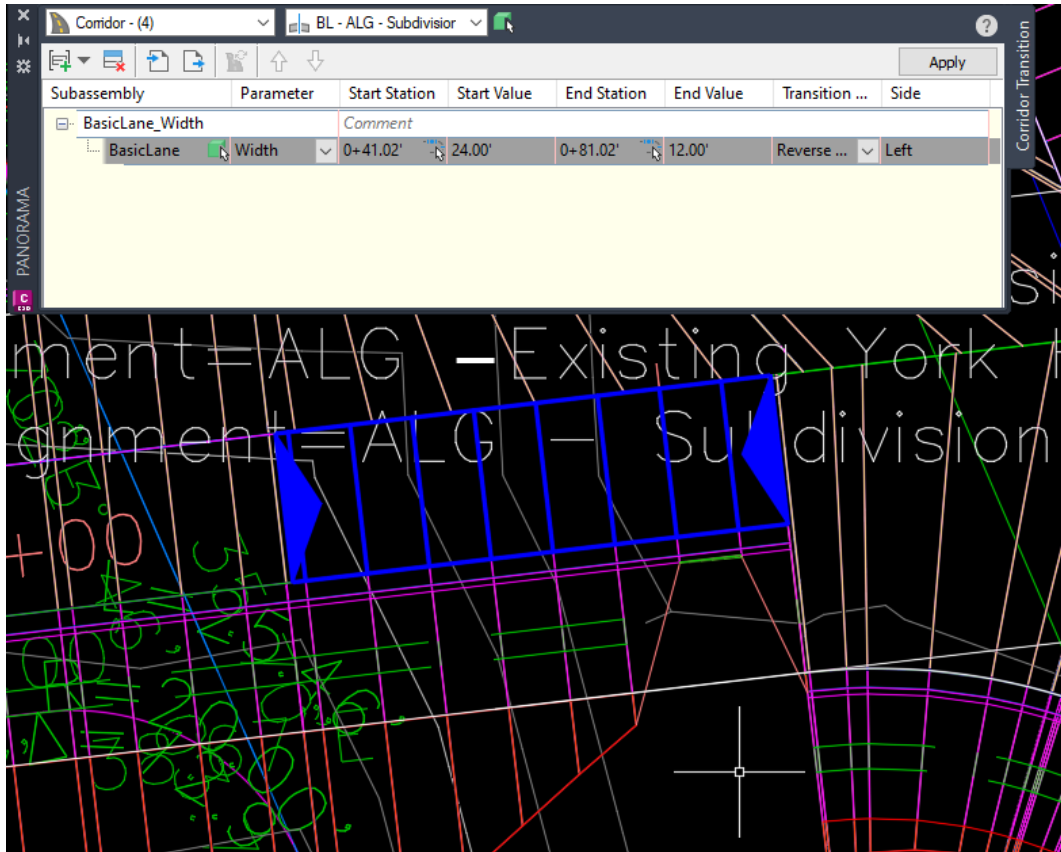 Corridor - (4) BL - ALG - Subdivisior
Apply
Subassembly Parameter Start Station Start Value End Station End Value Transition ... Side
BasicLane_Width Comment
BasicLane Width 0+41.02' 24.00' 0+81.02' 12.00' Reverse ... Left
Corridor Transition
PANORAMA
C
si
ment=ALG - Existing York
gnment=ALG - Subdivision
+00